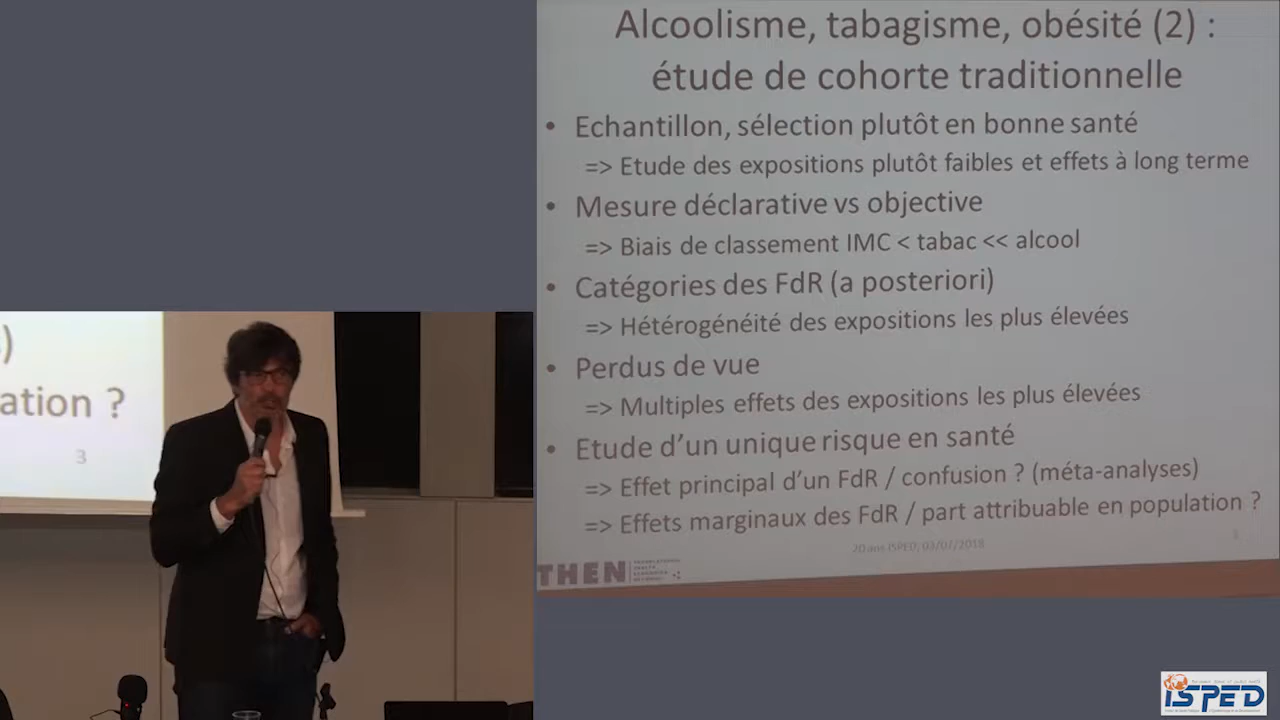 Alcoolisme, tabagisme, obésité (2) :
étude de cohorte traditionnelle
• Echantillon, sélection plutôt en bonne santé
=> Etude des expositions plutôt faibles et effets à long terme
• Mesure déclarative vs objective
=> Biais de classement IMC < tabac << alcool
• Catégories des FdR (a posteriori)
=> Hétérogénéité des expositions les plus élevées
• Perdus de vue
=> Multiples effets des expositions les plus élevées
• Etude d'un unique risque en santé
=> Effet principal d'un FdR / confusion ? (méta-analyses)
=> Effets marginaux des FdR / part attribuable en population ?
20 ans ISPED, 03/07/2018
THEN
)
ation ?
3
ISPED